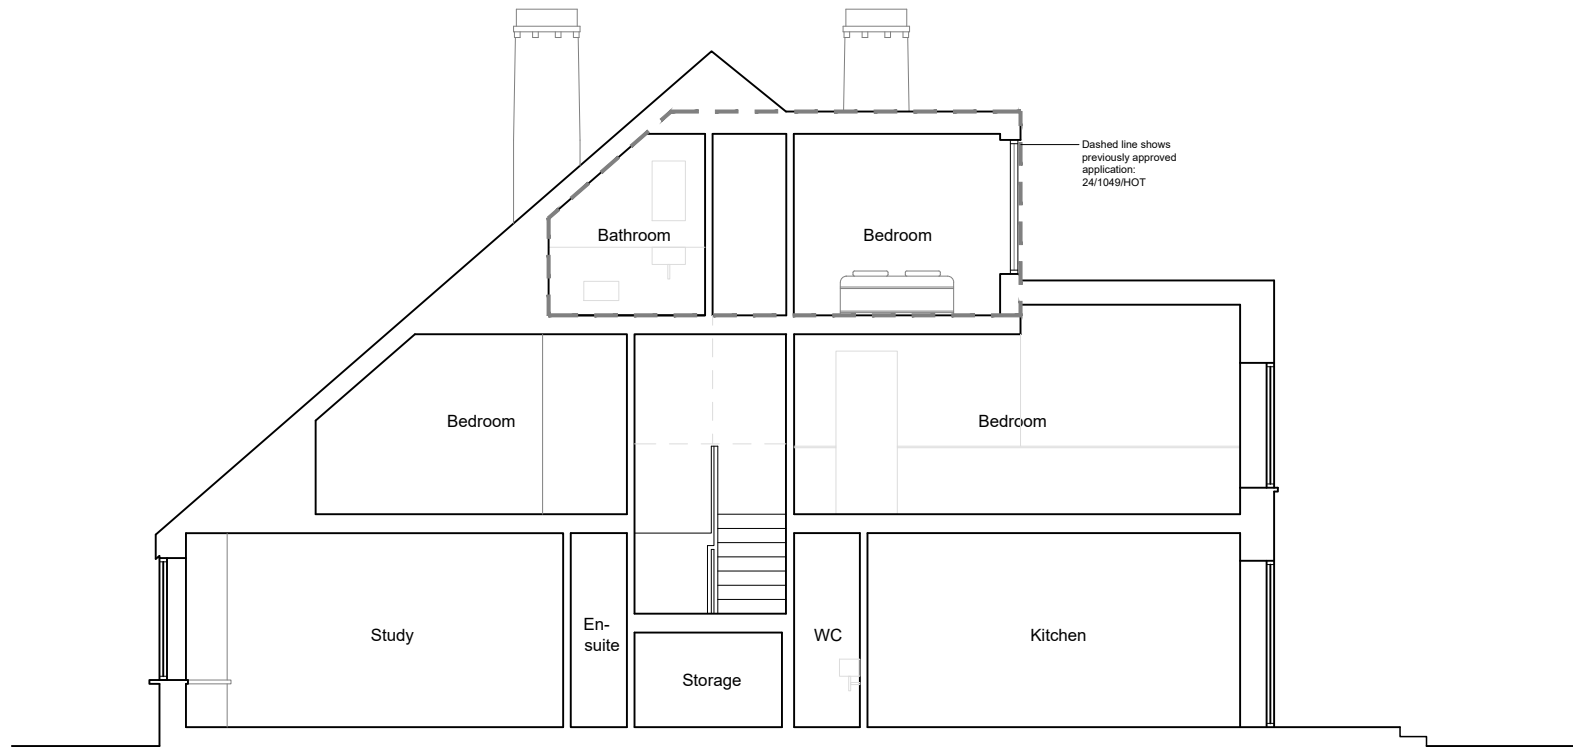 Dashed line shows
previously approved
application:
24/1049/HOT
Bathroom
Bedroom
Bedroom
Bedroom
Study
En-
suite
Storage
WC
Kitchen